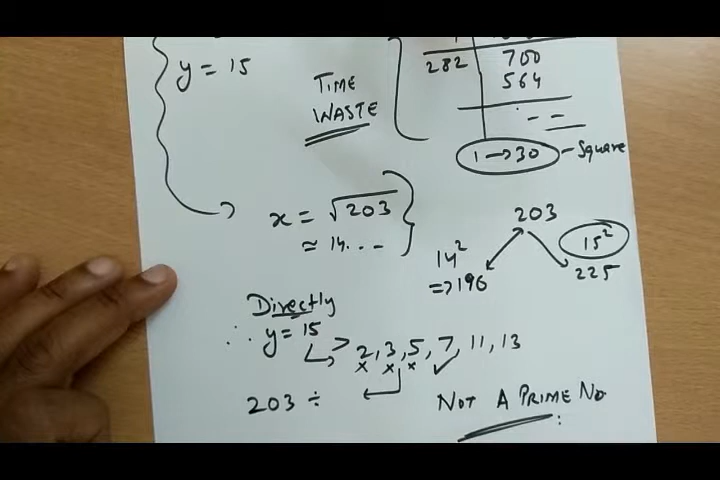 y = 15
TIME
WASTE
282 700
564
- -
1 → 30 - Square
x = √203
≈ 14. . - -
203
14²
⇒ 196
15²
225
Directly
∴ y = 15
> 2, 3, 5, 7, 11, 13
x x x ✓
203 ÷
NOT A PRIME NO